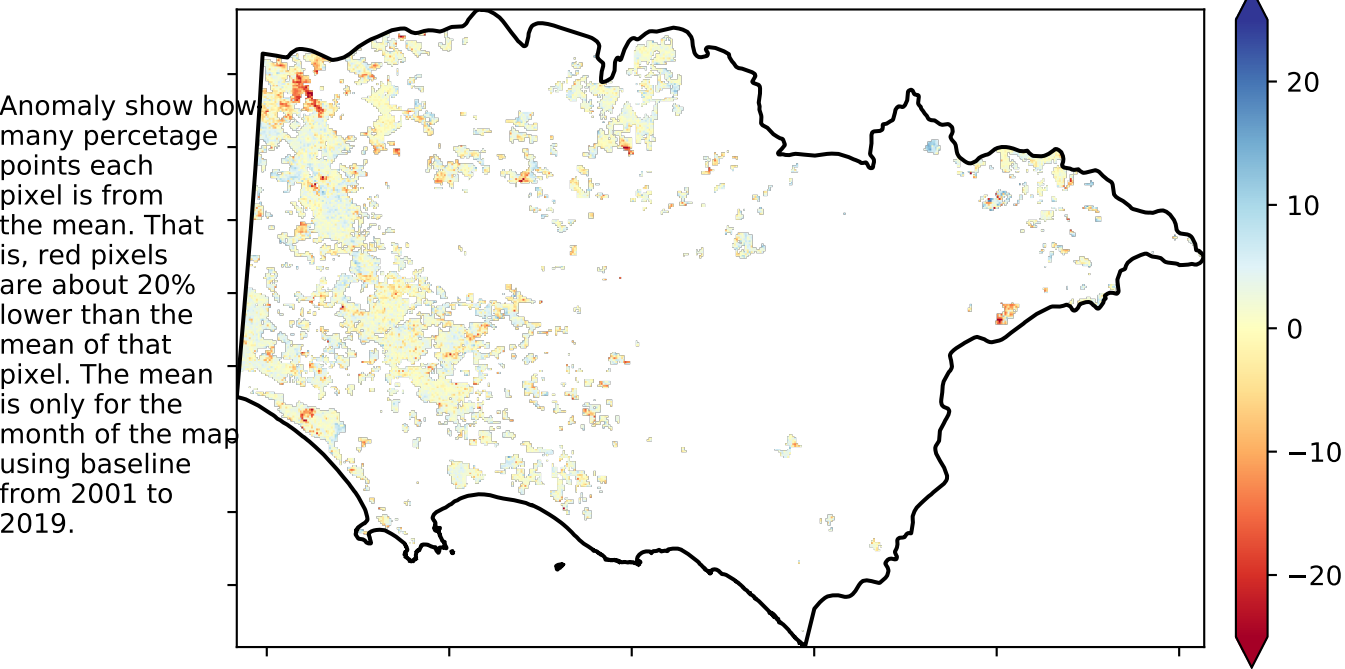 Anomaly show how
many percetage
points each
pixel is from
the mean. That
is, red pixels
are about 20%
lower than the
mean of that
pixel. The mean
is only for the
month of the map
using baseline
from 2001 to
2019.
20
10
0
−10
−20